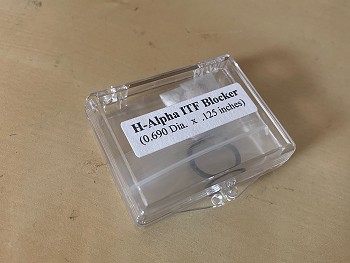 H-Alpha ITF Blocker
(0.690 Dia. x .125 inches)